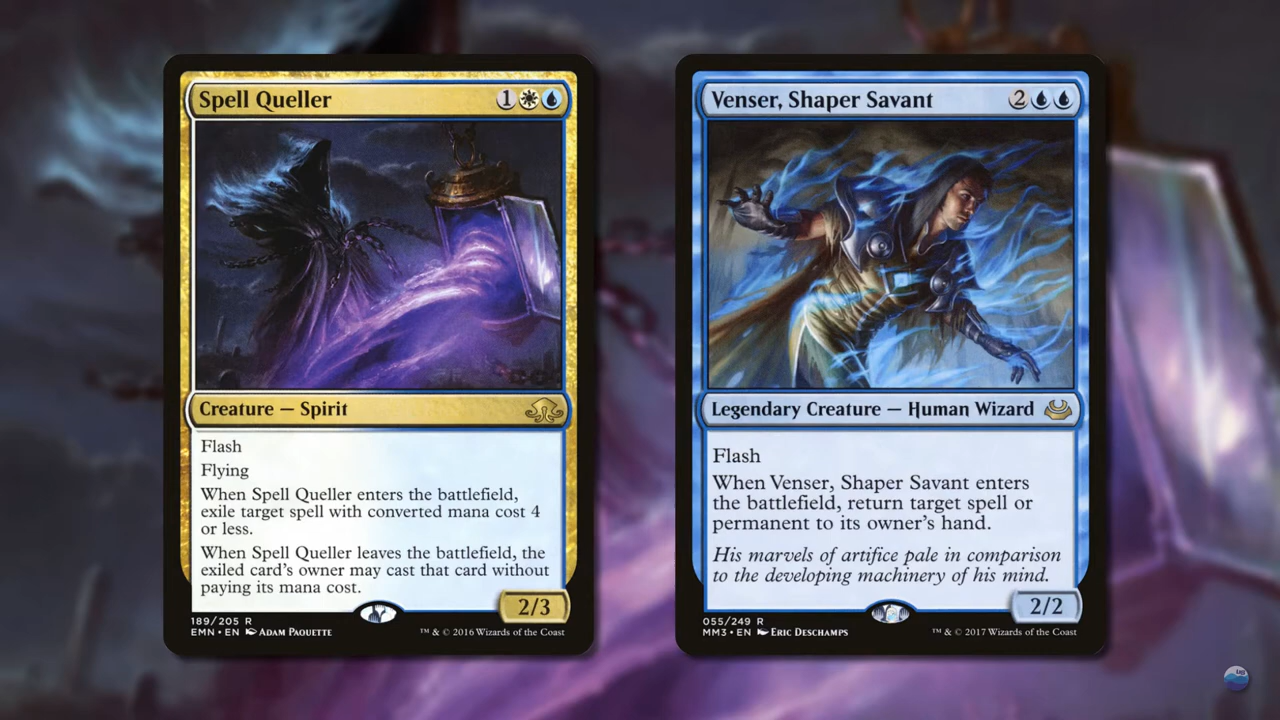 Spell Queller
1
Creature — Spirit
Flash
Flying
When Spell Queller enters the battlefield,
exile target spell with converted mana cost 4
or less.
When Spell Queller leaves the battlefield, the
exiled card's owner may cast that card without
paying its mana cost.
2/3
189/205 R
EMN • EN ADAM PAQUETTE
™ & © 2016 Wizards of the Coast
Venser, Shaper Savant
2
Legendary Creature — Human Wizard
Flash
When Venser, Shaper Savant enters
the battlefield, return target spell or
permanent to its owner's hand.
His marvels of artifice pale in comparison
to the developing machinery of his mind.
2/2
055/249 R
MM3 • EN ERIC DESCHAMPS
™ & © 2017 Wizards of the Coast